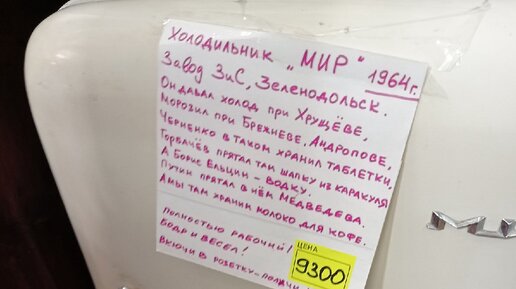 Холодильник „МИР“ 1964г.
Завод ЗиС, Зеленодольск.
Он давал холод при Хрущёве,
Морозил при Брежневе, Андропове,
Черненко в таком хранил таблетки,
Горбачёв прятал там шапку из каракуля
А Борис Ельцин – водку.
Путин прятал в нём Медведева.
А мы там храним молоко для кофе.
Полностью рабочий!
Бодр и весел!
Включи в розетку –
ЦЕНА
9300